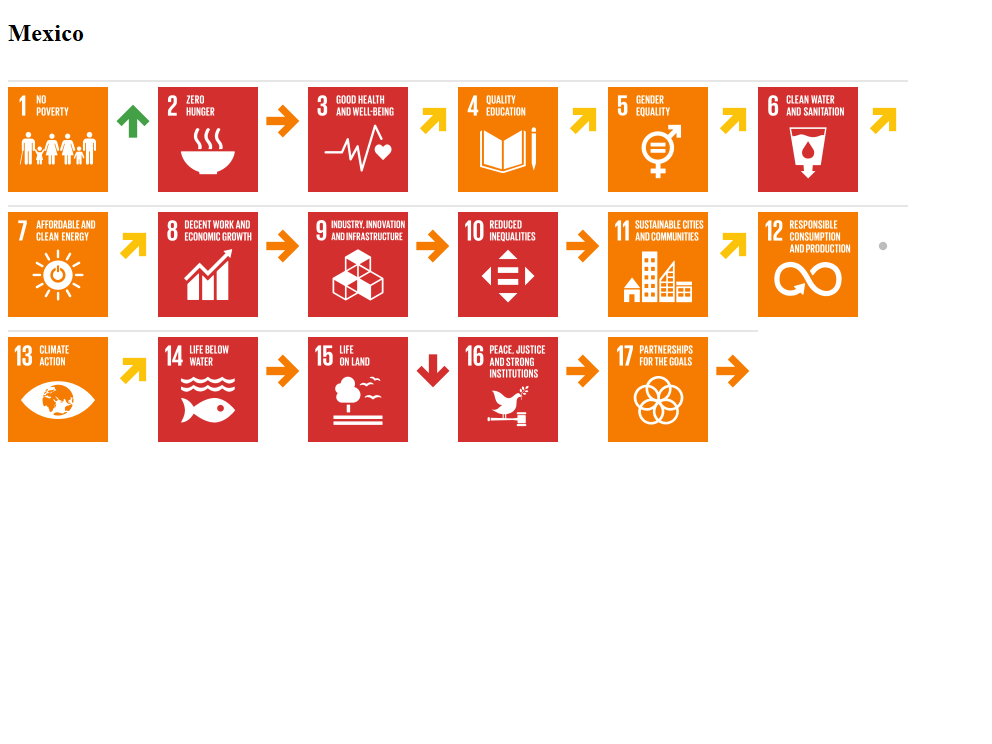 Mexico
1 NO
POVERTY
2 ZERO
HUNGER
3 GOOD HEALTH
AND WELL-BEING
4 QUALITY
EDUCATION
5 GENDER
EQUALITY
6 CLEAN WATER
AND SANITATION
7 AFFORDABLE AND
CLEAN ENERGY
8 DECENT WORK AND
ECONOMIC GROWTH
9 INDUSTRY, INNOVATION
AND INFRASTRUCTURE
10 REDUCED
INEQUALITIES
11 SUSTAINABLE CITIES
AND COMMUNITIES
12 RESPONSIBLE
CONSUMPTION
AND PRODUCTION
13 CLIMATE
ACTION
14 LIFE BELOW
WATER
15 LIFE
ON LAND
16 PEACE, JUSTICE
AND STRONG
INSTITUTIONS
17 PARTNERSHIPS
FOR THE GOALS